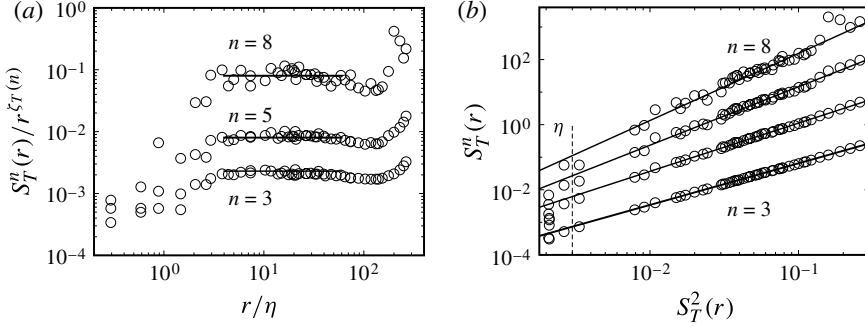 (a)
10^0
10^{-1}
10^{-2}
10^{-3}
10^{-4}
S_T^n(r)/r^{ζ_T(n)}
n = 8
n = 5
n = 3
10^0 10^1 10^2
r/η
(b)
10^2
10^0
10^{-2}
10^{-4}
S_T^n(r)
n = 8
η
n = 3
10^{-2} 10^{-1}
S_T^2(r)